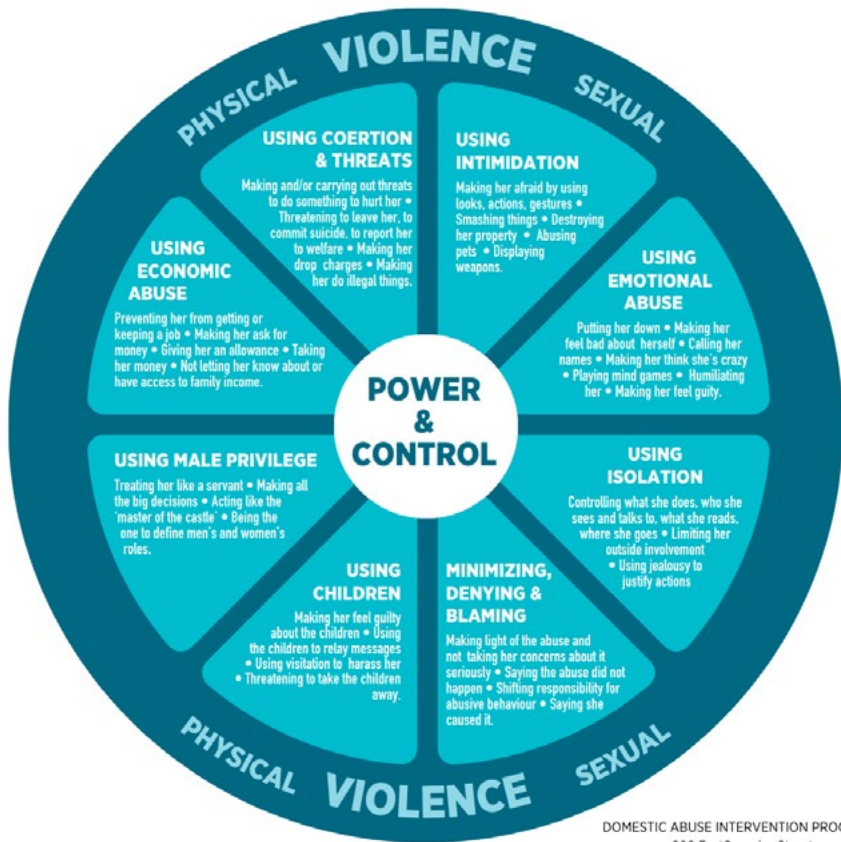 PHYSICAL VIOLENCE SEXUAL
USING COERTION
& THREATS
Making and/or carrying out threats
to do something to hurt her •
Threatening to leave her, to
commit suicide, to report her
to welfare • Making her
drop charges • Making
her do illegal things.
USING
INTIMIDATION
Making her afraid by using
looks, actions, gestures •
Smashing things • Destroying
her property • Abusing
pets • Displaying
weapons.
USING
EMOTIONAL
ABUSE
Putting her down • Making her
feel bad about herself • Calling her
names • Making her think she's crazy
• Playing mind games • Humiliating
her • Making her feel guity.
USING
ISOLATION
Controlling what she does, who she
sees and talks to, what she reads,
where she goes • Limiting her
outside involvement
• Using jealousy to
justify actions
MINIMIZING,
DENYING &
BLAMING
Making light of the abuse and
not taking her concerns about it
seriously • Saying the abuse did not
happen • Shifting responsibility for
abusive behaviour • Saying she
caused it.
USING
CHILDREN
Making her feel guilty
about the children • Using
the children to relay messages
• Using visitation to harass her
• Threatening to take the children
away.
USING MALE PRIVILEGE
Treating her like a servant • Making all
the big decisions • Acting like the
'master of the castle' • Being the
one to define men's and women's
roles.
USING
ECONOMIC
ABUSE
Preventing her from getting or
keeping a job • Making her ask for
money • Giving her an allowance • Taking
her money • Not letting her know about or
have access to family income.
POWER
&
CONTROL
PHYSICAL VIOLENCE SEXUAL
DOMESTIC ABUSE INTERVENTION